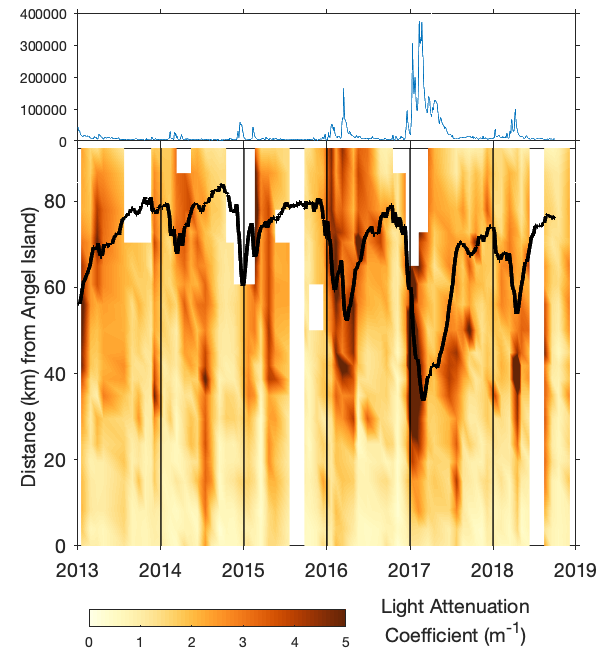 400000
300000
200000
100000
0
80
60
40
20
0
Distance (km) from Angel Island)
2013 2014 2015 2016 2017 2018 2019
0 1 2 3 4 5
Light Attenuation
Coefficient (m-1)